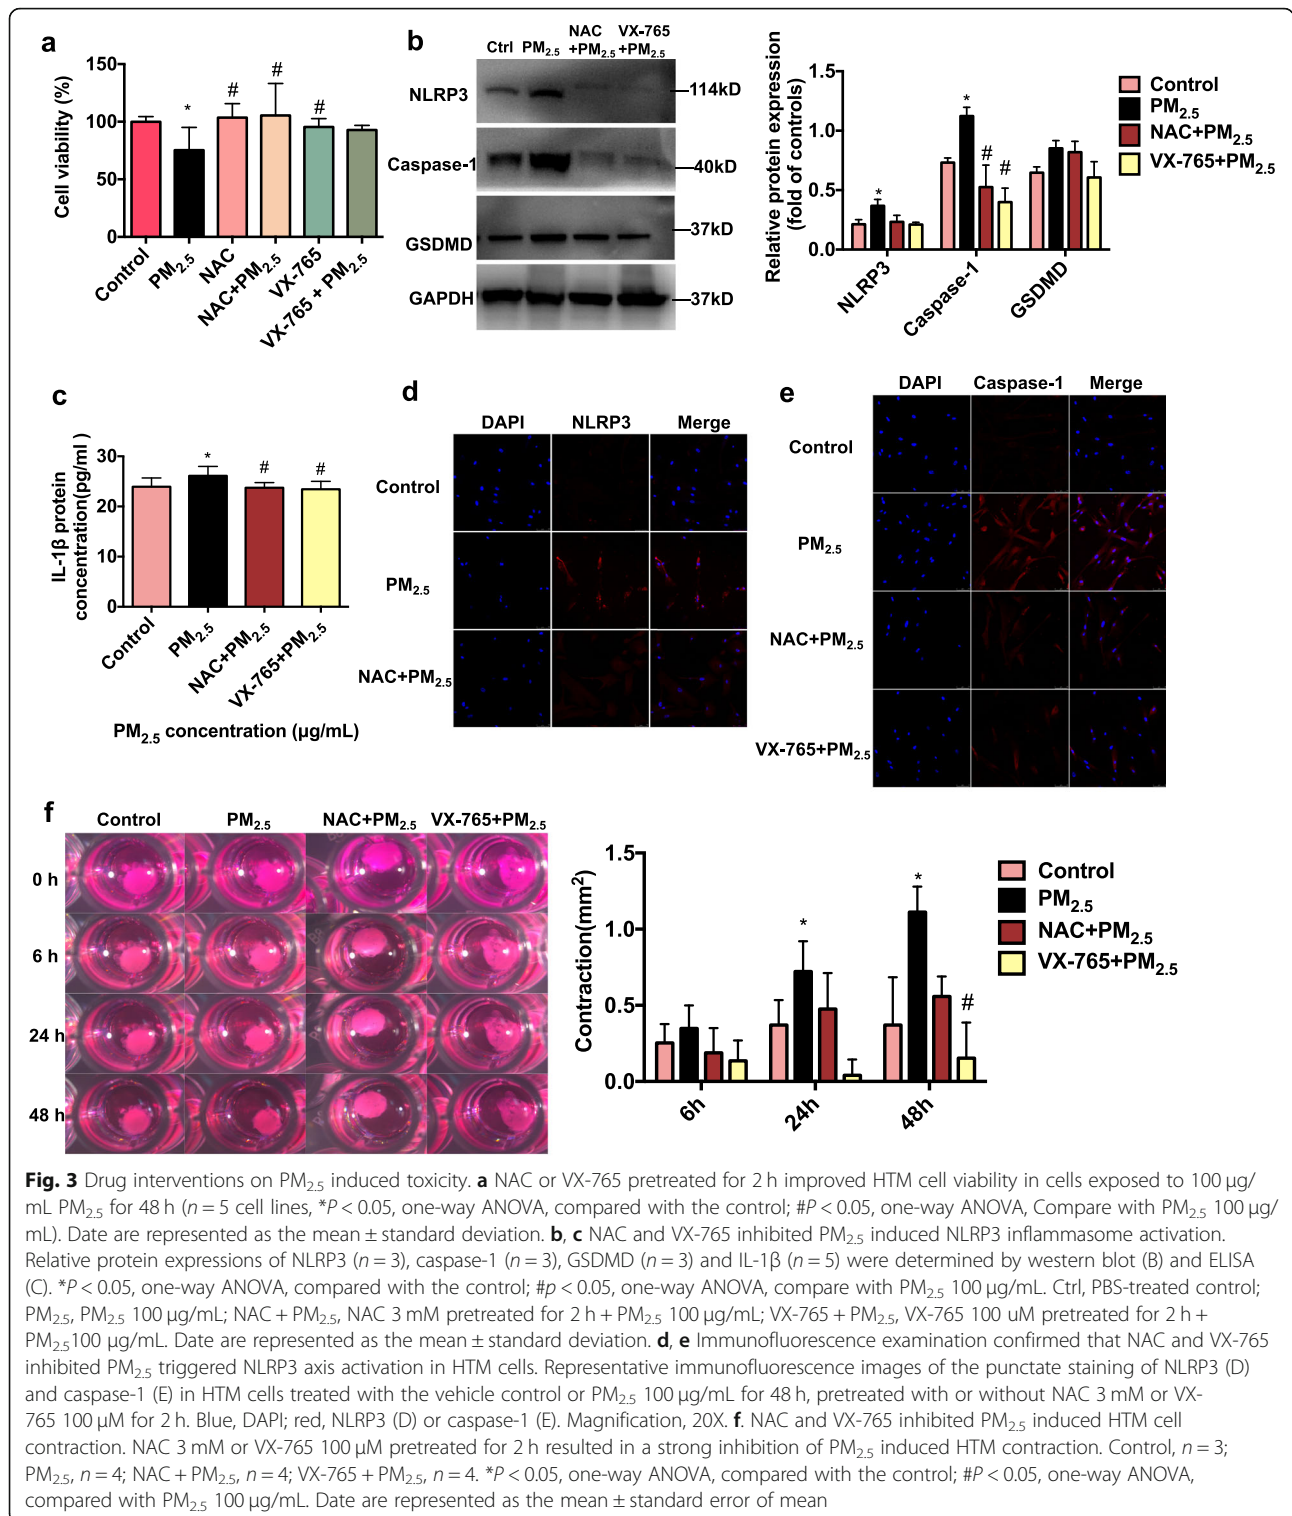 a
Cell viability (%)
150
100
50
0
*
#
#
#
Control
PM2.5
NAC
NAC+PM2.5
VX-765
VX-765 + PM2.5
b
Ctrl PM2.5 NAC +PM2.5 VX-765 +PM2.5
NLRP3
114kD
Caspase-1
40kD
GSDMD
37kD
GAPDH
37kD
Relative protein expression
(fold of controls)
1.5
1.0
0.5
0.0
*
*
#
#
NLRP3
Caspase-1
GSDMD
Control
PM2.5
NAC+PM2.5
VX-765+PM2.5
c
IL-1β protein
concentration(pg/ml )
30
20
10
0
*
#
#
Control
PM2.5
NAC+PM2.5
VX-765+PM2.5
PM2.5 concentration (µg/mL)
d
DAPI NLRP3 Merge
Control
PM2.5
NAC+PM2.5
e
DAPI Caspase-1 Merge
Control
PM2.5
NAC+PM2.5
VX-765+PM2.5
f
Control PM2.5 NAC+PM2.5 VX-765+PM2.5
0 h
6 h
24 h
48 h
Contraction(mm2)
1.5
1.0
0.5
0.0
*
*
#
6h
24h
48h
Control
PM2.5
NAC+PM2.5
VX-765+PM2.5
Fig. 3 Drug interventions on PM2.5 induced toxicity. a NAC or VX-765 pretreated for 2 h improved HTM cell viability in cells exposed to 100 µg/
mL PM2.5 for 48 h (n = 5 cell lines, *P < 0.05, one-way ANOVA, compared with the control; #P < 0.05, one-way ANOVA, Compare with PM2.5 100 µg/
mL). Date are represented as the mean ± standard deviation. b, c NAC and VX-765 inhibited PM2.5 induced NLRP3 inflammasome activation.
Relative protein expressions of NLRP3 (n = 3), caspase-1 (n = 3), GSDMD (n = 3) and IL-1β (n = 5) were determined by western blot (B) and ELISA
(C). *P < 0.05, one-way ANOVA, compared with the control; #p < 0.05, one-way ANOVA, compare with PM2.5 100 µg/mL. Ctrl, PBS-treated control;
PM2.5, PM2.5 100 µg/mL; NAC + PM2.5, NAC 3 mM pretreated for 2 h + PM2.5 100 µg/mL; VX-765 + PM2.5, VX-765 100 uM pretreated for 2 h +
PM2.5100 µg/mL. Date are represented as the mean ± standard deviation. d, e Immunofluorescence examination confirmed that NAC and VX-765
inhibited PM2.5 triggered NLRP3 axis activation in HTM cells. Representative immunofluorescence images of the punctate staining of NLRP3 (D)
and caspase-1 (E) in HTM cells treated with the vehicle control or PM2.5 100 µg/mL for 48 h, pretreated with or without NAC 3 mM or VX-
765 100 µM for 2 h. Blue, DAPI; red, NLRP3 (D) or caspase-1 (E). Magnification, 20X. f. NAC and VX-765 inhibited PM2.5 induced HTM cell
contraction. NAC 3 mM or VX-765 100 µM pretreated for 2 h resulted in a strong inhibition of PM2.5 induced HTM contraction. Control, n = 3;
PM2.5, n = 4; NAC + PM2.5, n = 4; VX-765 + PM2.5, n = 4. *P < 0.05, one-way ANOVA, compared with the control; #P < 0.05, one-way ANOVA,
compared with PM2.5 100 µg/mL. Date are represented as the mean ± standard error of mean